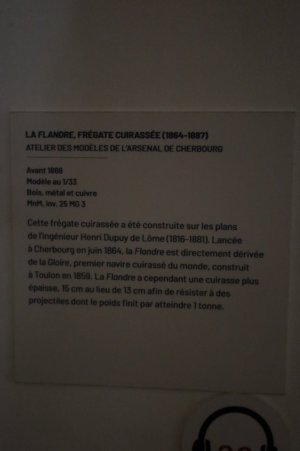 LA FLANDRE, FRÉGATE CUIRASSÉE (1864-1887)
ATELIER DES MODÈLES DE L'ARSENAL DE CHERBOURG
Avant 1868
Modèle au 1/33
Bois, métal et cuivre
MnM, inv. 25 MG 3
Cette frégate cuirassée a été construite sur les plans
de l'ingénieur Henri Dupuy de Lôme (1816-1881). Lancée
à Cherbourg en juin 1864, la Flandre est directement dérivée
de la Gloire, premier navire cuirassé du monde, construit
à Toulon en 1859. La Flandre a cependant une cuirasse plus
épaisse, 15 cm au lieu de 13 cm afin de résister à des
projectiles dont le poids finit par atteindre 1 tonne.